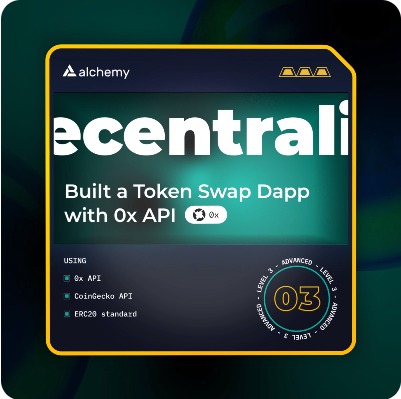 alchemy
ecentrali
Built a Token Swap Dapp
with 0x API 0x
USING
0x API
CoinGecko API
ERC20 standard
ADVANCED - LEVEL 3 - ADVANCED - LEVEL 3 - ADVANCED - LEVEL 3 -
03